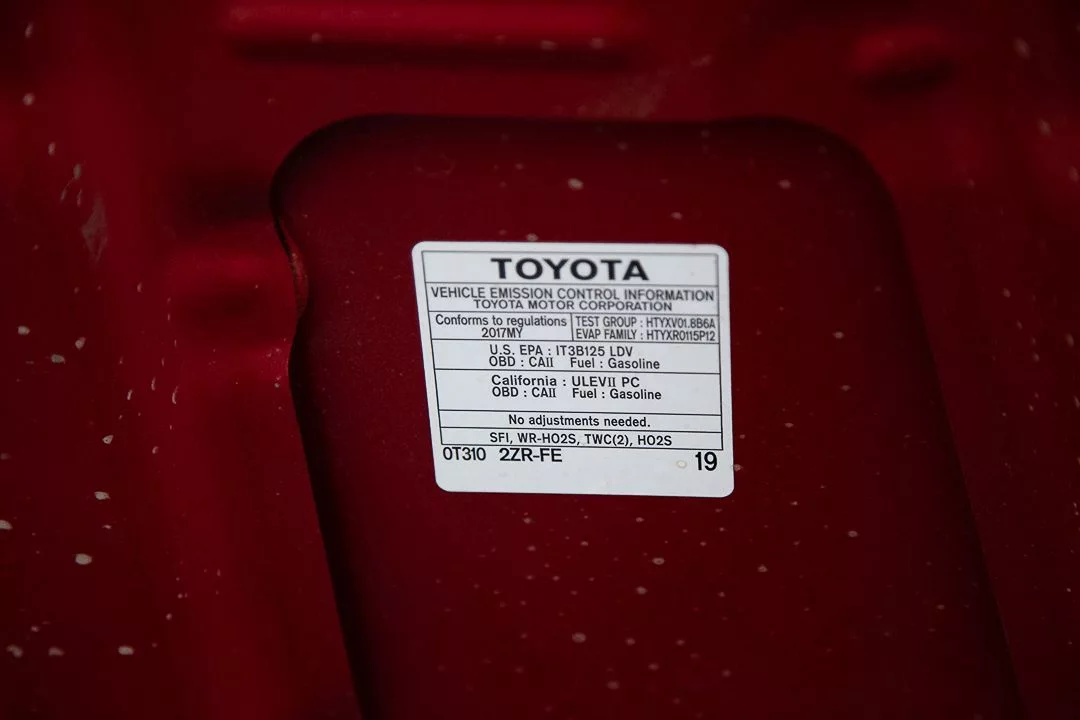 TOYOTA
VEHICLE EMISSION CONTROL INFORMATION
TOYOTA MOTOR CORPORATION
Conforms to regulations
2017MY
TEST GROUP : HTYXV01.8B6A
EVAP FAMILY : HTYXR0115P12
U.S. EPA : IT3B125 LDV
OBD : CAII Fuel : Gasoline
California : ULEVII PC
OBD : CAII Fuel : Gasoline
No adjustments needed.
SFI, WR-HO2S, TWC(2), HO2S
0T310 2ZR-FE 19